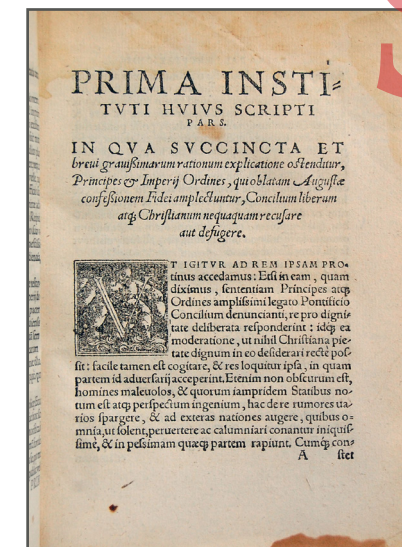 PRIMA INSTI=
TVTI HVIVS SCRIPTI
PARS.
IN QVA SVCCINCTA ET
breui grauißimarum rationum explicatione ostenditur,
Principes & Imperij Ordines, qui oblatam Augustæ
confeßionem Fidei amplectuntur, Concilium liberum
atq; Christianum nequaquam recusare
aut defugere.
VT IGITVR AD REM IPSAM PRO=
tinus accedamus: Etsi in eam, quam
diximus, sententiam Principes atq;
Ordines amplißimi legato Pontificio
Concilium denuncianti, re pro digni
tate deliberata responderint: idq; ea
moderatione, ut nihil Christiana pie=
tate dignum in eo desiderari rectè pos=
sit: facile tamen est cogitare, & res loquitur ipsa, in quam
partem id aduersarij acceperint. Etenim non obscurum est,
homines maleuolos, & quorum iampridem Statibus no=
tum est atq; perspectum ingenium, hac de re rumores ua=
rios spargere, & ad exteras nationes augere, quibus o=
mnia, ut solent, peruertere ac calumniari conantur iniquis=
simè, & in pessimam quæq; partem rapiunt. Cumq; con=
A stet